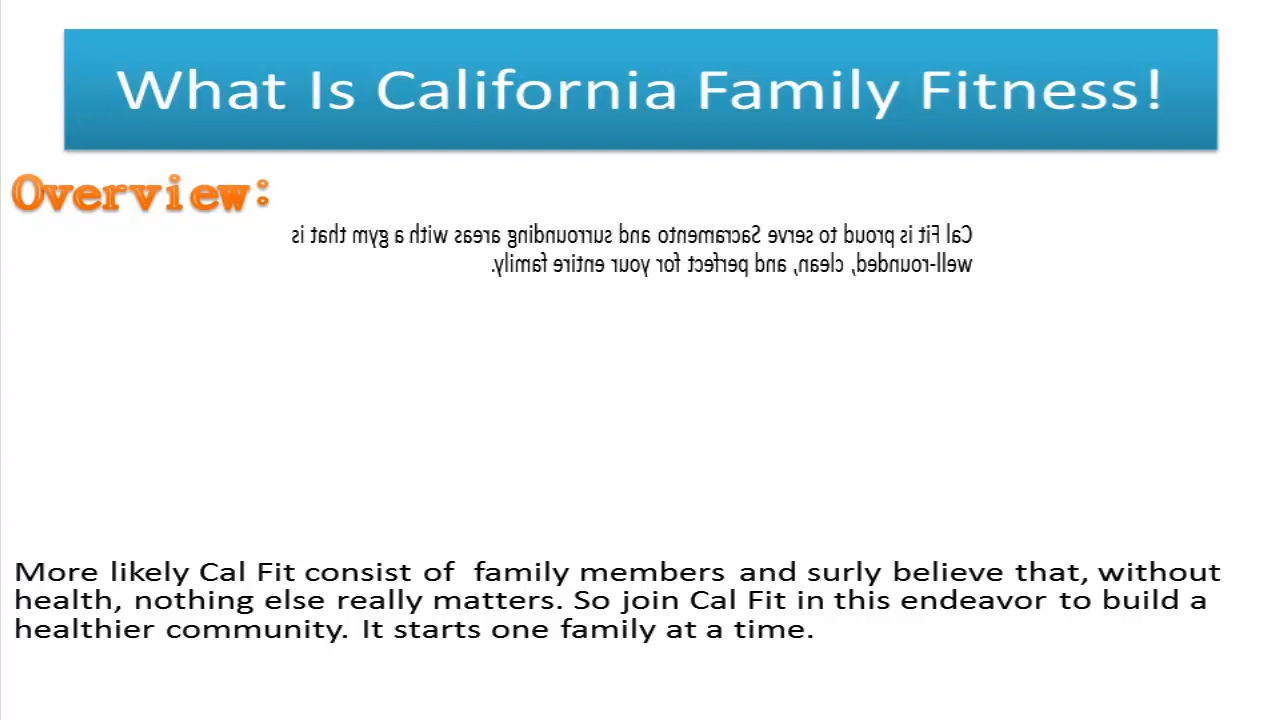 What Is California Family Fitness!
Overview:
Cal Fit is proud to serve Sacramento and surrounding areas with a gym that is
well-rounded, clean, and perfect for your entire family.
More likely Cal Fit consist of family members and surly believe that, without
health, nothing else really matters. So join Cal Fit in this endeavor to build a
healthier community. It starts one family at a time.